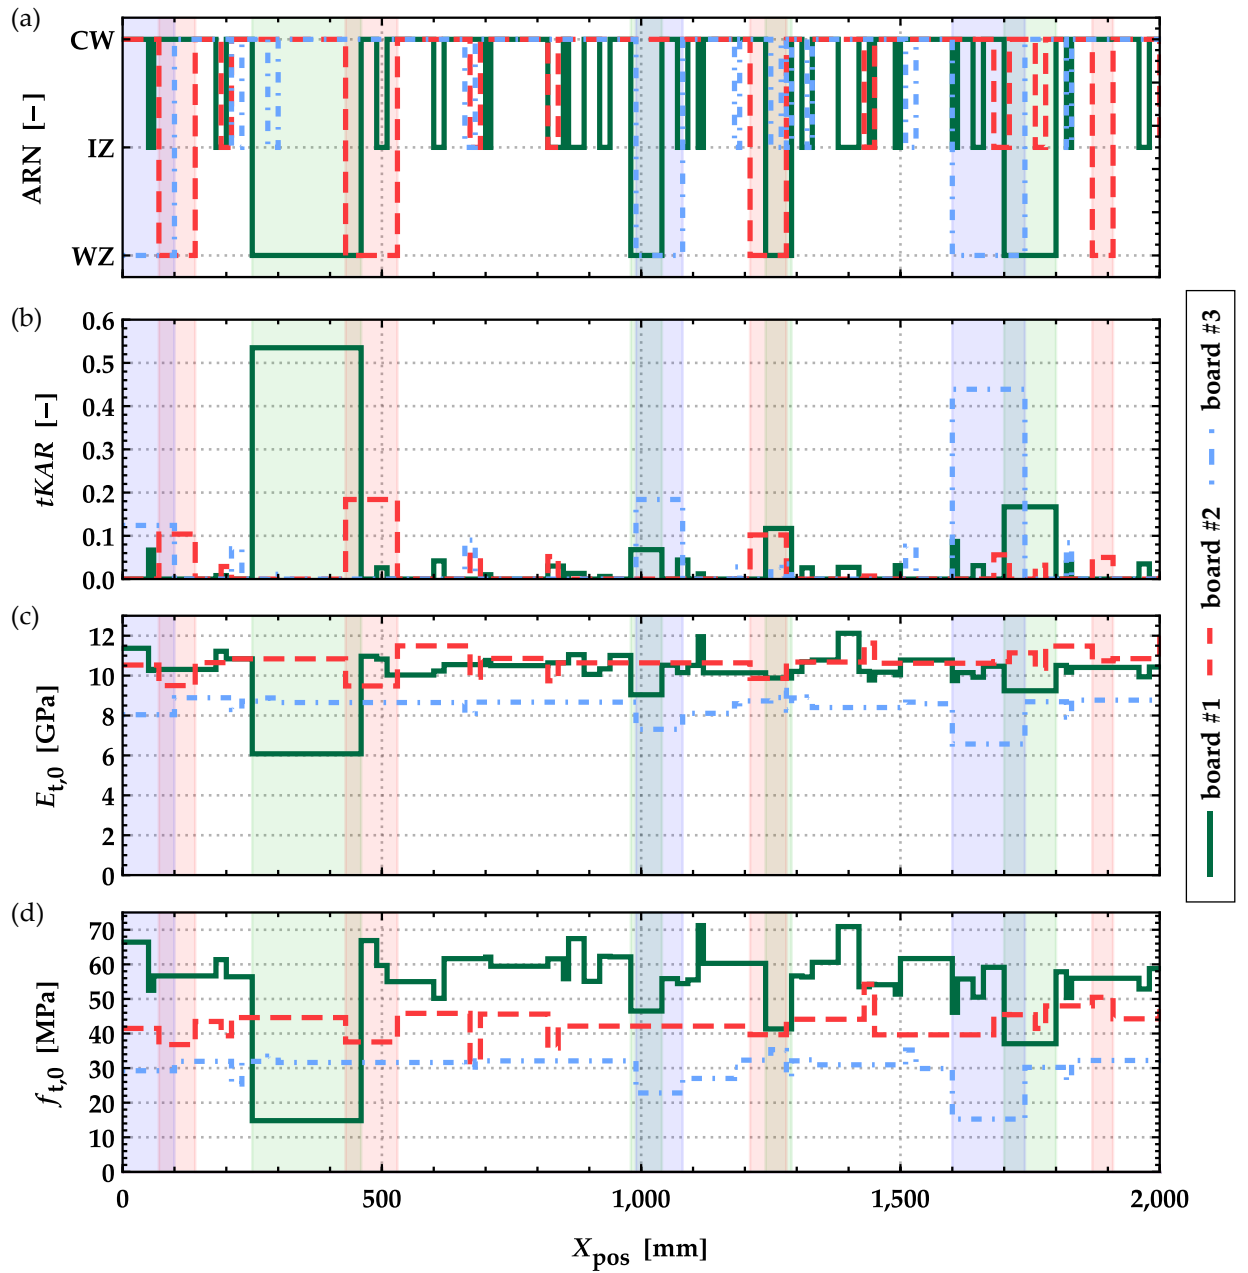 (a)
CW
IZ
WZ
ARN [–]
(b)
0.6
0.5
0.4
0.3
0.2
0.1
0.0
tKAR [–]
(c)
12
10
8
6
4
2
0
E_t,0 [GPa]
(d)
70
60
50
40
30
20
10
0
f_t,0 [MPa]
0 500 1,000 1,500 2,000
X_pos [mm]
board #1 board #2 board #3